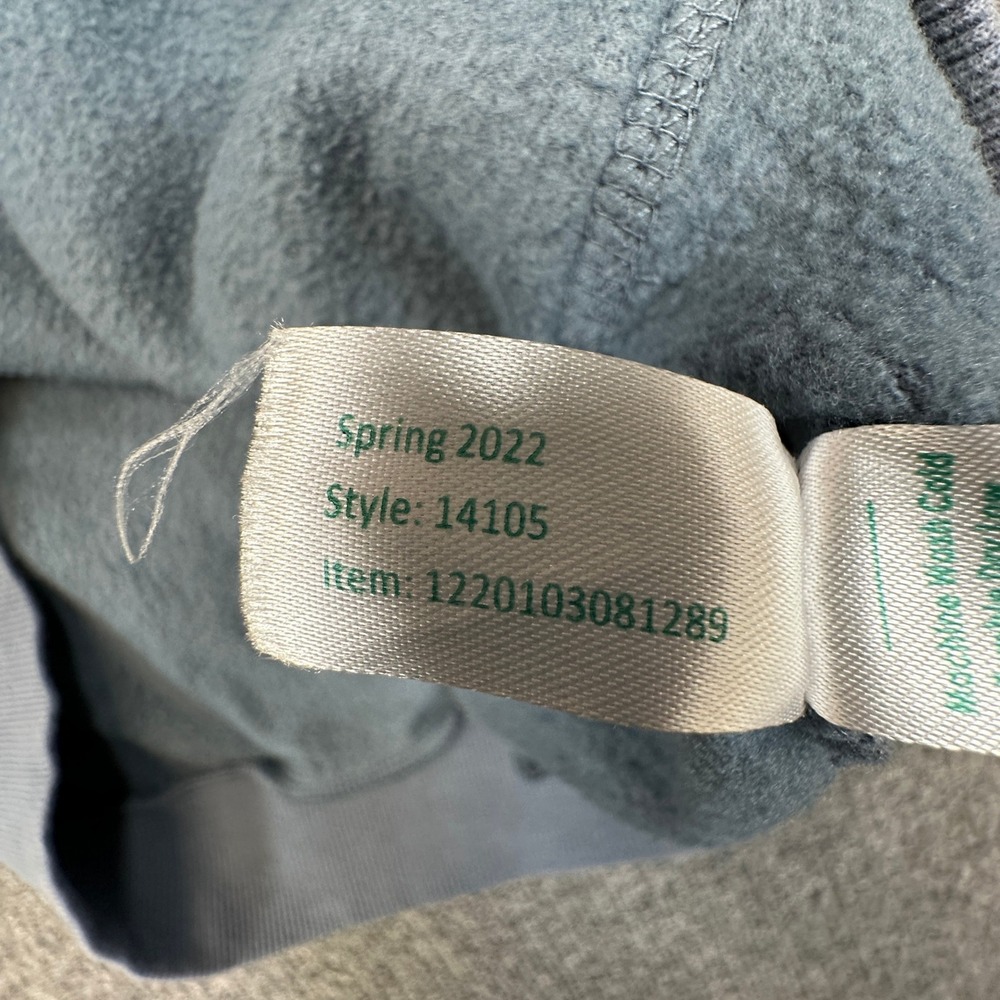 Spring 2022
Style: 14105
Item: 1220103081289
Machine Wash Cold